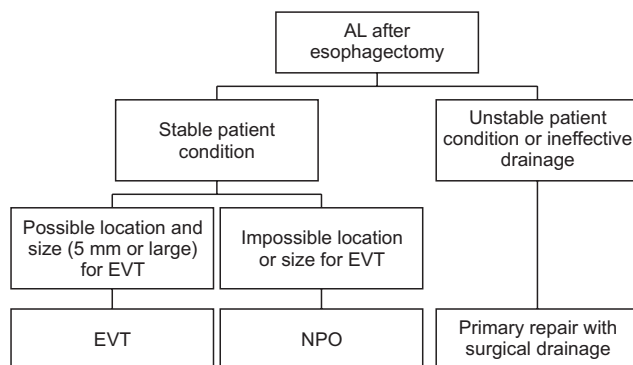 AL after
esophagectomy
Stable patient
condition
Unstable patient
condition or ineffective
drainage
Possible location and
size (5 mm or large)
for EVT
Impossible location
or size for EVT
EVT
NPO
Primary repair with
surgical drainage